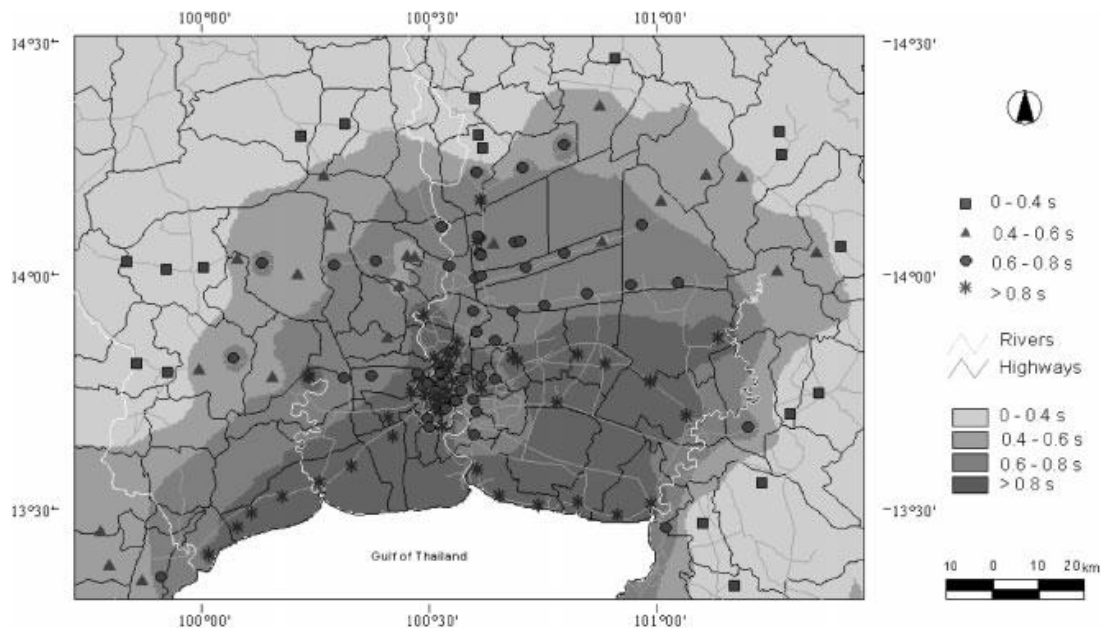 100°00' 100°30' 101°00'
14°30' 14°30'
14°00' 14°00'
13°30' 13°30'
100°00' 100°30' 101°00'
Gulf of Thailand
0 - 0.4 s
0.4 - 0.6 s
0.6 - 0.8 s
> 0.8 s
Rivers
Highways
0 - 0.4 s
0.4 - 0.6 s
0.6 - 0.8 s
> 0.8 s
10 0 10 20 km